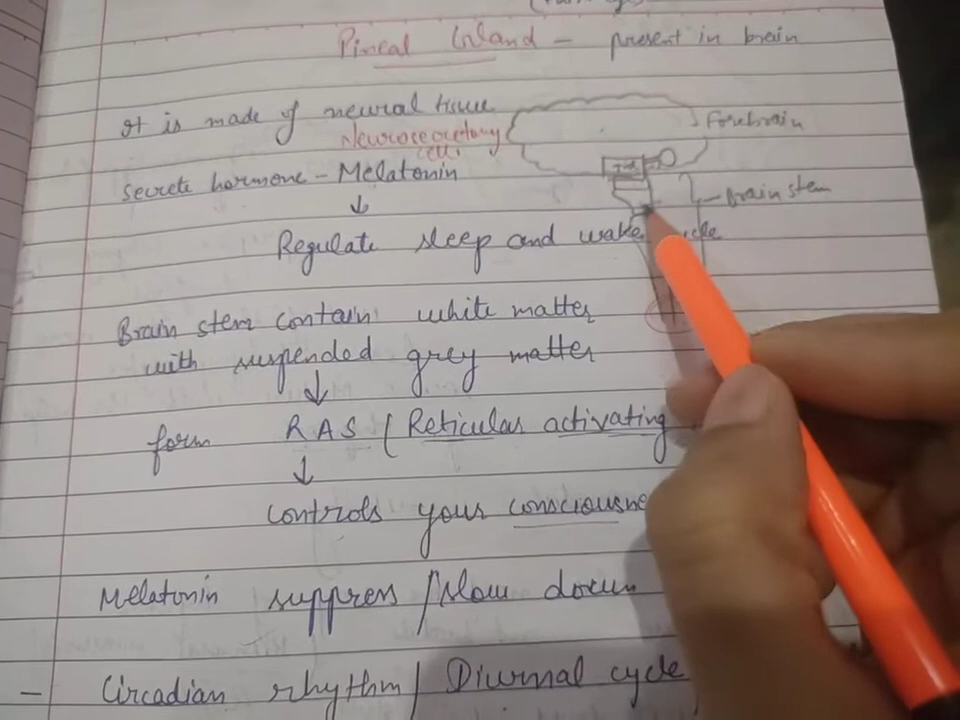 Pineal Gland - present in brain
It is made of neural tissue
Neurosecretory
cell
Forebrain
secrete hormone - Melatonin
Brain stem
Regulate sleep and wake
Brain stem contain white matter
with suspended grey matter
form RAS (Reticular activating
controls your
Melatonin suppress / slow down
- Circadian rhythm / Diurnal cycle